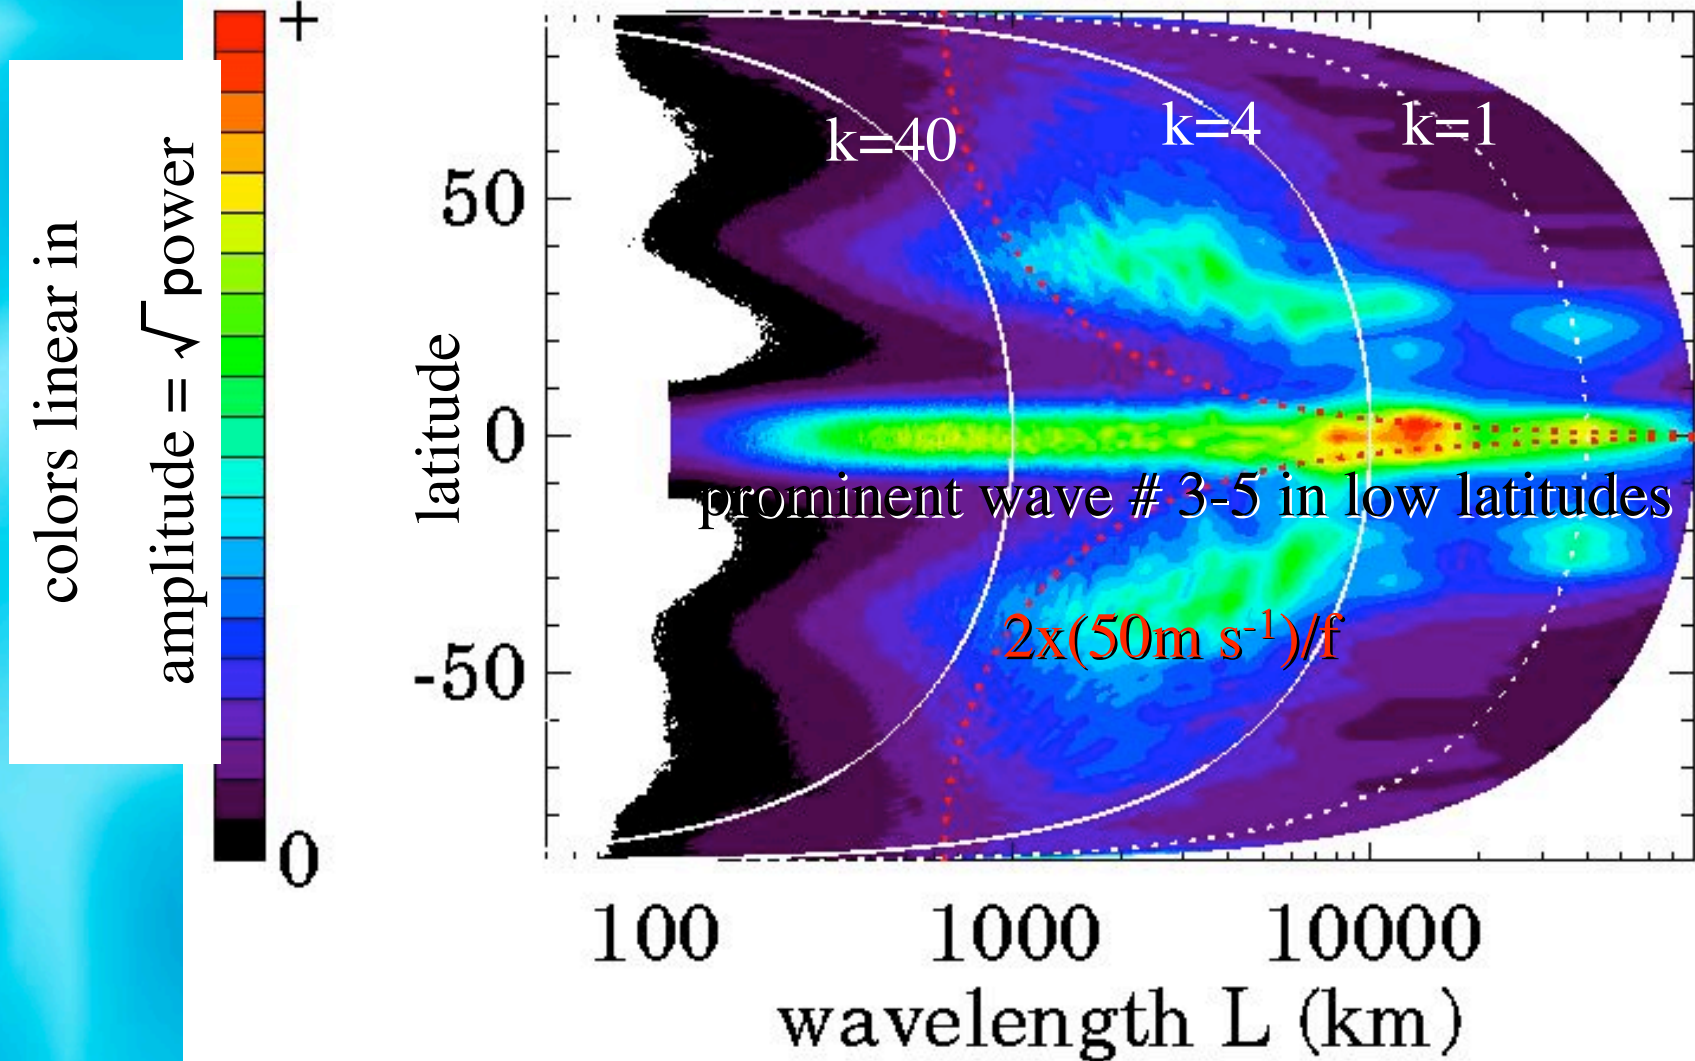 colors linear in
amplitude = √ power
+
0
latitude
50
0
-50
k=40
k=4
k=1
prominent wave # 3-5 in low latitudes
2x(50m s⁻¹)/f
100
1000
10000
wavelength L (km)